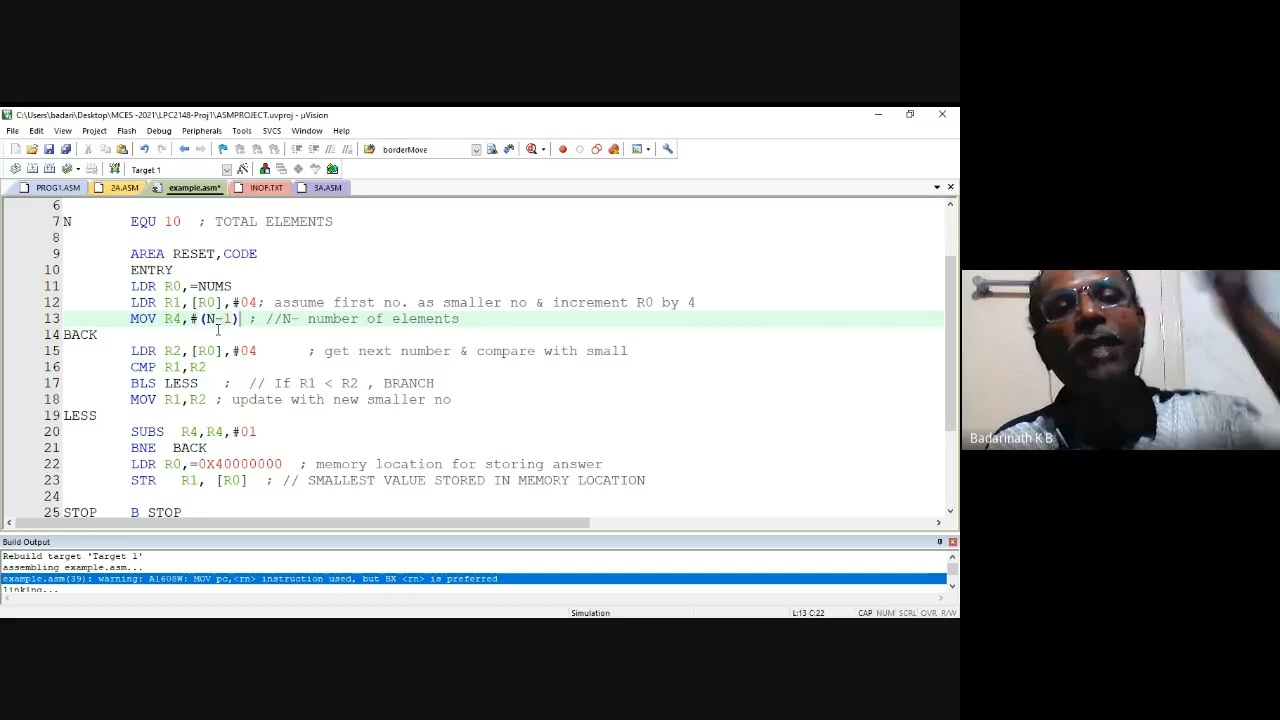 C:\Users\badari\Desktop\MCES -2021\LPC2148-Proj1\ASMPROJECT.uvproj - µVision
File Edit View Project Flash Debug Peripherals Tools SVCS Window Help
borderMove
Target 1
PROG1.ASM 2A.ASM example.asm* INOF.TXT 3A.ASM
6
7 N EQU 10 ; TOTAL ELEMENTS
8
9 AREA RESET,CODE
10 ENTRY
11 LDR R0,=NUMS
12 LDR R1,[R0],#04; assume first no. as smaller no & increment R0 by 4
13 MOV R4,#(N-1) ; //N- number of elements
14 BACK
15 LDR R2,[R0],#04 ; get next number & compare with small
16 CMP R1,R2
17 BLS LESS ; // If R1 < R2 , BRANCH
18 MOV R1,R2 ; update with new smaller no
19 LESS
20 SUBS R4,R4,#01
21 BNE BACK
22 LDR R0,=0X40000000 ; memory location for storing answer
23 STR R1, [R0] ; // SMALLEST VALUE STORED IN MEMORY LOCATION
24
25 STOP B STOP
Build Output
Rebuild target 'Target 1'
assembling example.asm...
example.asm(39): warning: A1608W: MOV pc,<rn> instruction used, but BX <rn> is preferred
linking...
Simulation L:13 C:22 CAP NUM SCRL OVR R/W
Badarinath K B